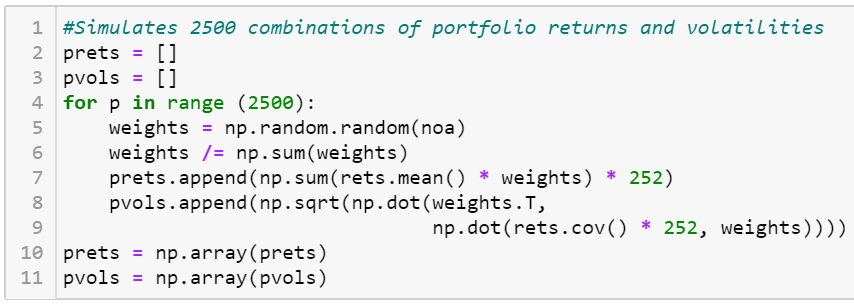 1 #Simulates 2500 combinations of portfolio returns and volatilities
2 prets = []
3 pvols = []
4 for p in range (2500):
5     weights = np.random.random(noa)
6     weights /= np.sum(weights)
7     prets.append(np.sum(rets.mean() * weights) * 252)
8     pvols.append(np.sqrt(np.dot(weights.T,
9                                 np.dot(rets.cov() * 252, weights))))
10 prets = np.array(prets)
11 pvols = np.array(pvols)